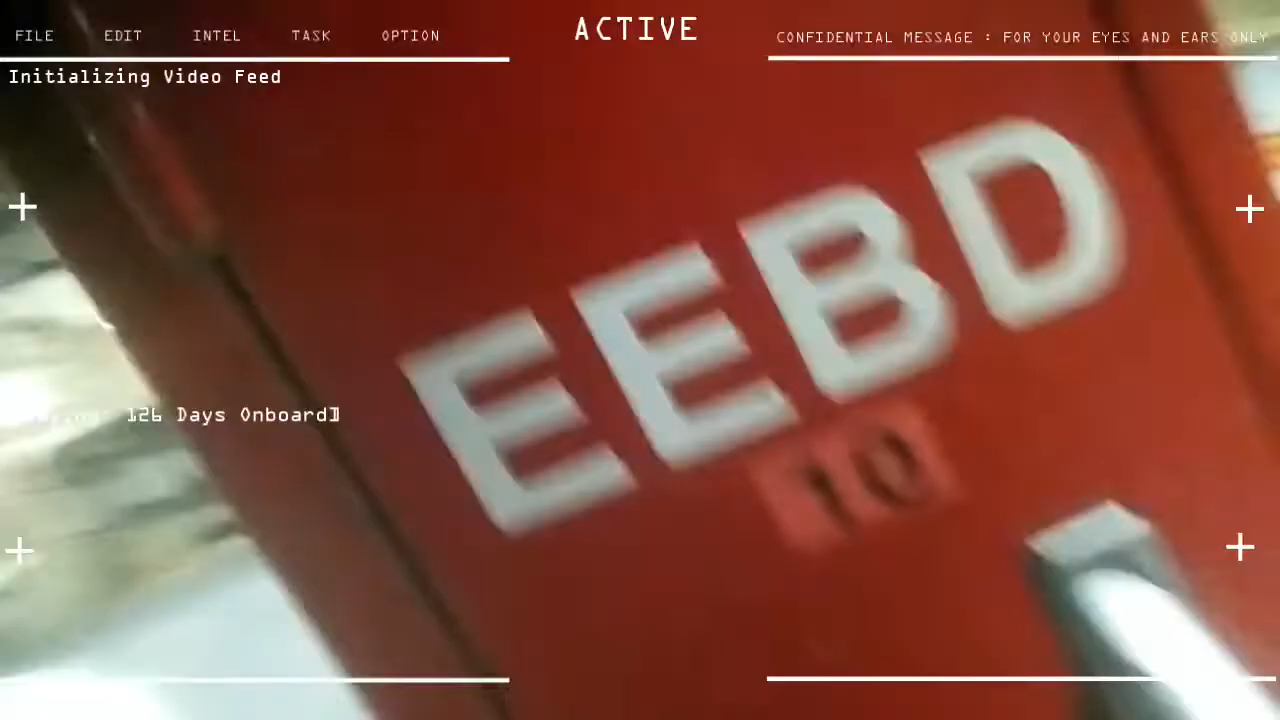 FILE EDIT INTEL TASK OPTION
ACTIVE
CONFIDENTIAL MESSAGE : FOR YOUR EYES AND EARS ONLY
Initializing Video Feed
126 Days Onboard
EEBD